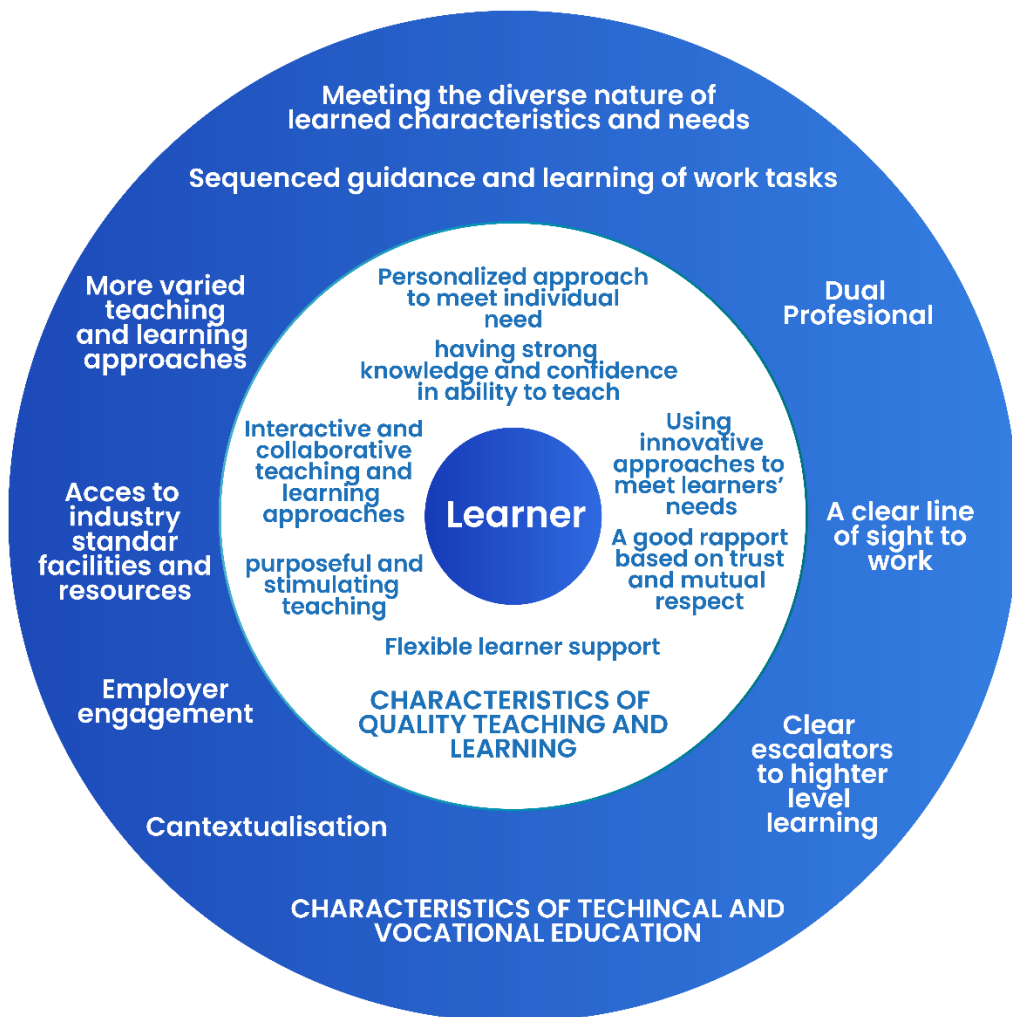 Meeting the diverse nature of
learned characteristics and needs
Sequenced guidance and learning of work tasks
More varied
teaching
and learning
approaches
Dual
Profesional
Personalized approach
to meet individual
need
having strong
knowledge and confidence
in ability to teach
Interactive and
collaborative
teaching and
learning
approaches
Using
innovative
approaches to
meet learners’
needs
Learner
Acces to
industry
standar
facilities and
resources
A clear line
of sight to
work
purposeful and
stimulating
teaching
A good rapport
based on trust
and mutual
respect
Flexible learner support
Employer
engagement
CHARACTERISTICS OF
QUALITY TEACHING AND
LEARNING
Clear
escalators
to highter
level
learning
Cantextualisation
CHARACTERISTICS OF TECHINCAL AND
VOCATIONAL EDUCATION